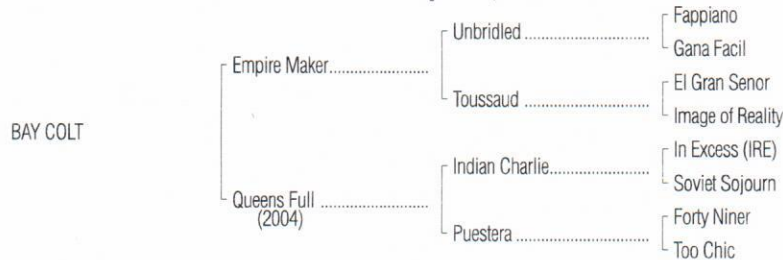 Fappiano
Unbridled
Gana Facil
Empire Maker
El Gran Senor
Toussaud
Image of Reality
BAY COLT
In Excess (IRE)
Indian Charlie
Soviet Sojourn
Queens Full
(2004)
Forty Niner
Puestera
Too Chic